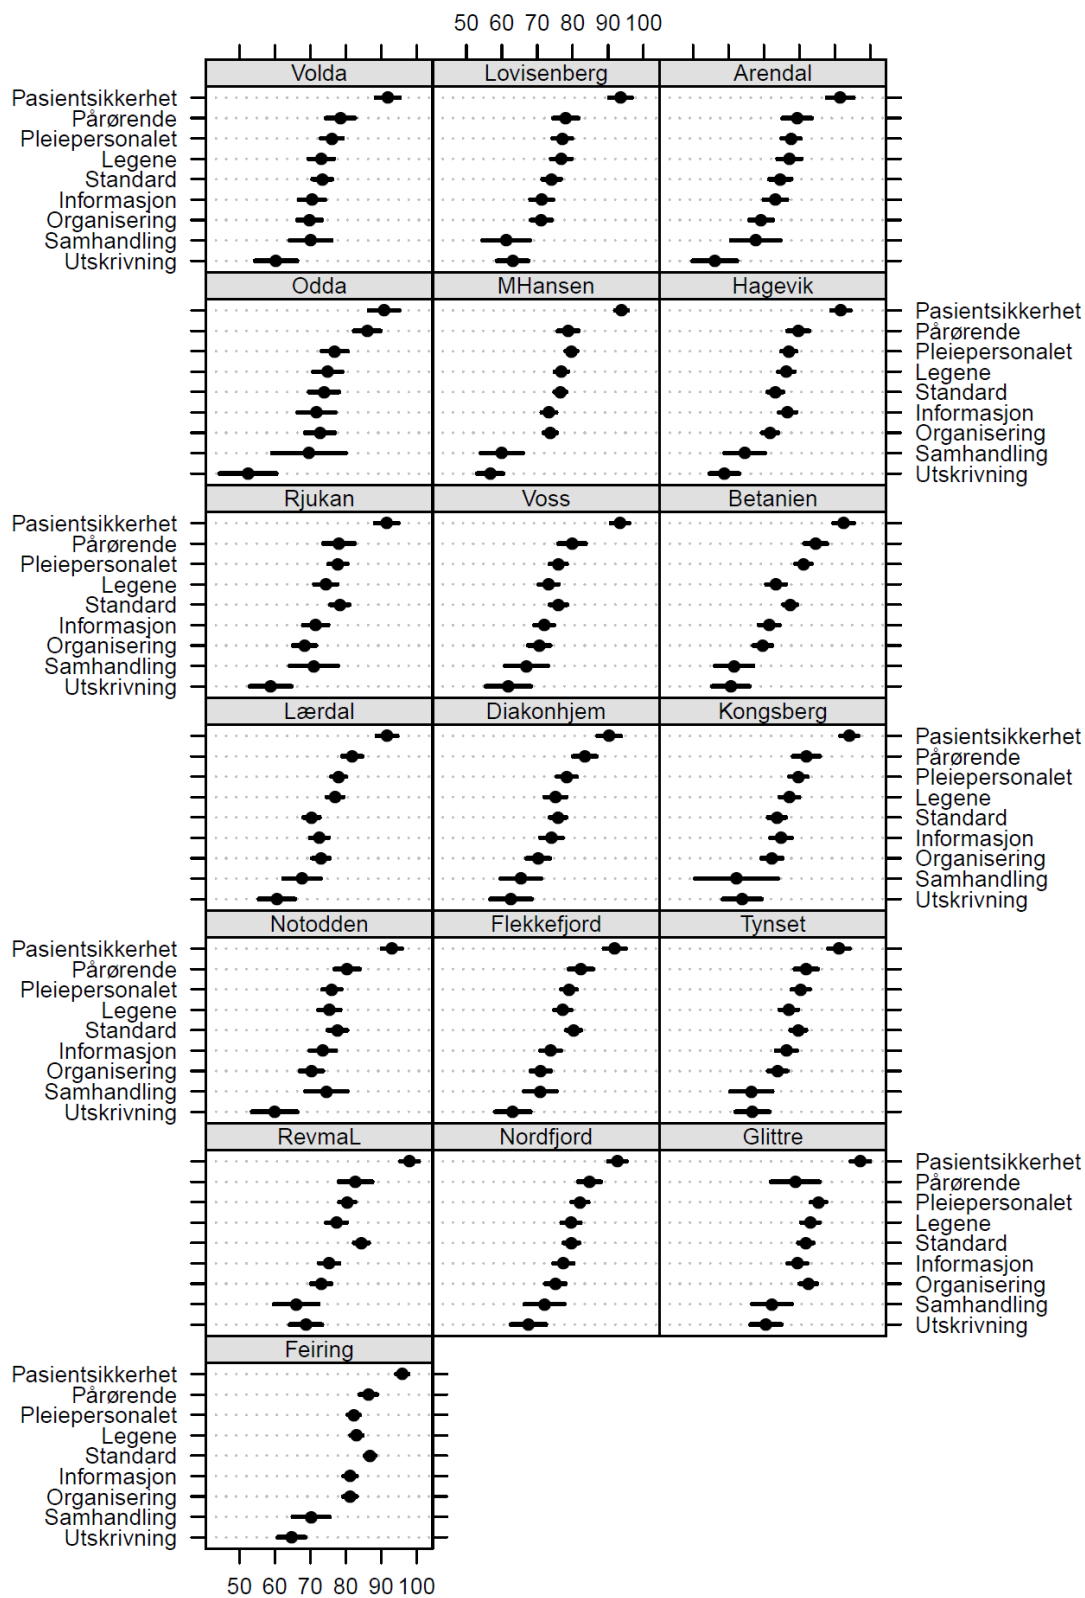 50 60 70 80 90 100
Volda Lovisenberg Arendal
Pasientsikkerhet
Pårørende
Pleiepersonalet
Legene
Standard
Informasjon
Organisering
Samhandling
Utskrivning
Odda MHansen Hagevik
Pasientsikkerhet
Pårørende
Pleiepersonalet
Legene
Standard
Informasjon
Organisering
Samhandling
Utskrivning
Rjukan Voss Betanien
Pasientsikkerhet
Pårørende
Pleiepersonalet
Legene
Standard
Informasjon
Organisering
Samhandling
Utskrivning
Lærdal Diakonhjem Kongsberg
Pasientsikkerhet
Pårørende
Pleiepersonalet
Legene
Standard
Informasjon
Organisering
Samhandling
Utskrivning
Notodden Flekkefjord Tynset
Pasientsikkerhet
Pårørende
Pleiepersonalet
Legene
Standard
Informasjon
Organisering
Samhandling
Utskrivning
RevmaL Nordfjord Glittre
Pasientsikkerhet
Pårørende
Pleiepersonalet
Legene
Standard
Informasjon
Organisering
Samhandling
Utskrivning
Feiring
Pasientsikkerhet
Pårørende
Pleiepersonalet
Legene
Standard
Informasjon
Organisering
Samhandling
Utskrivning
50 60 70 80 90 100